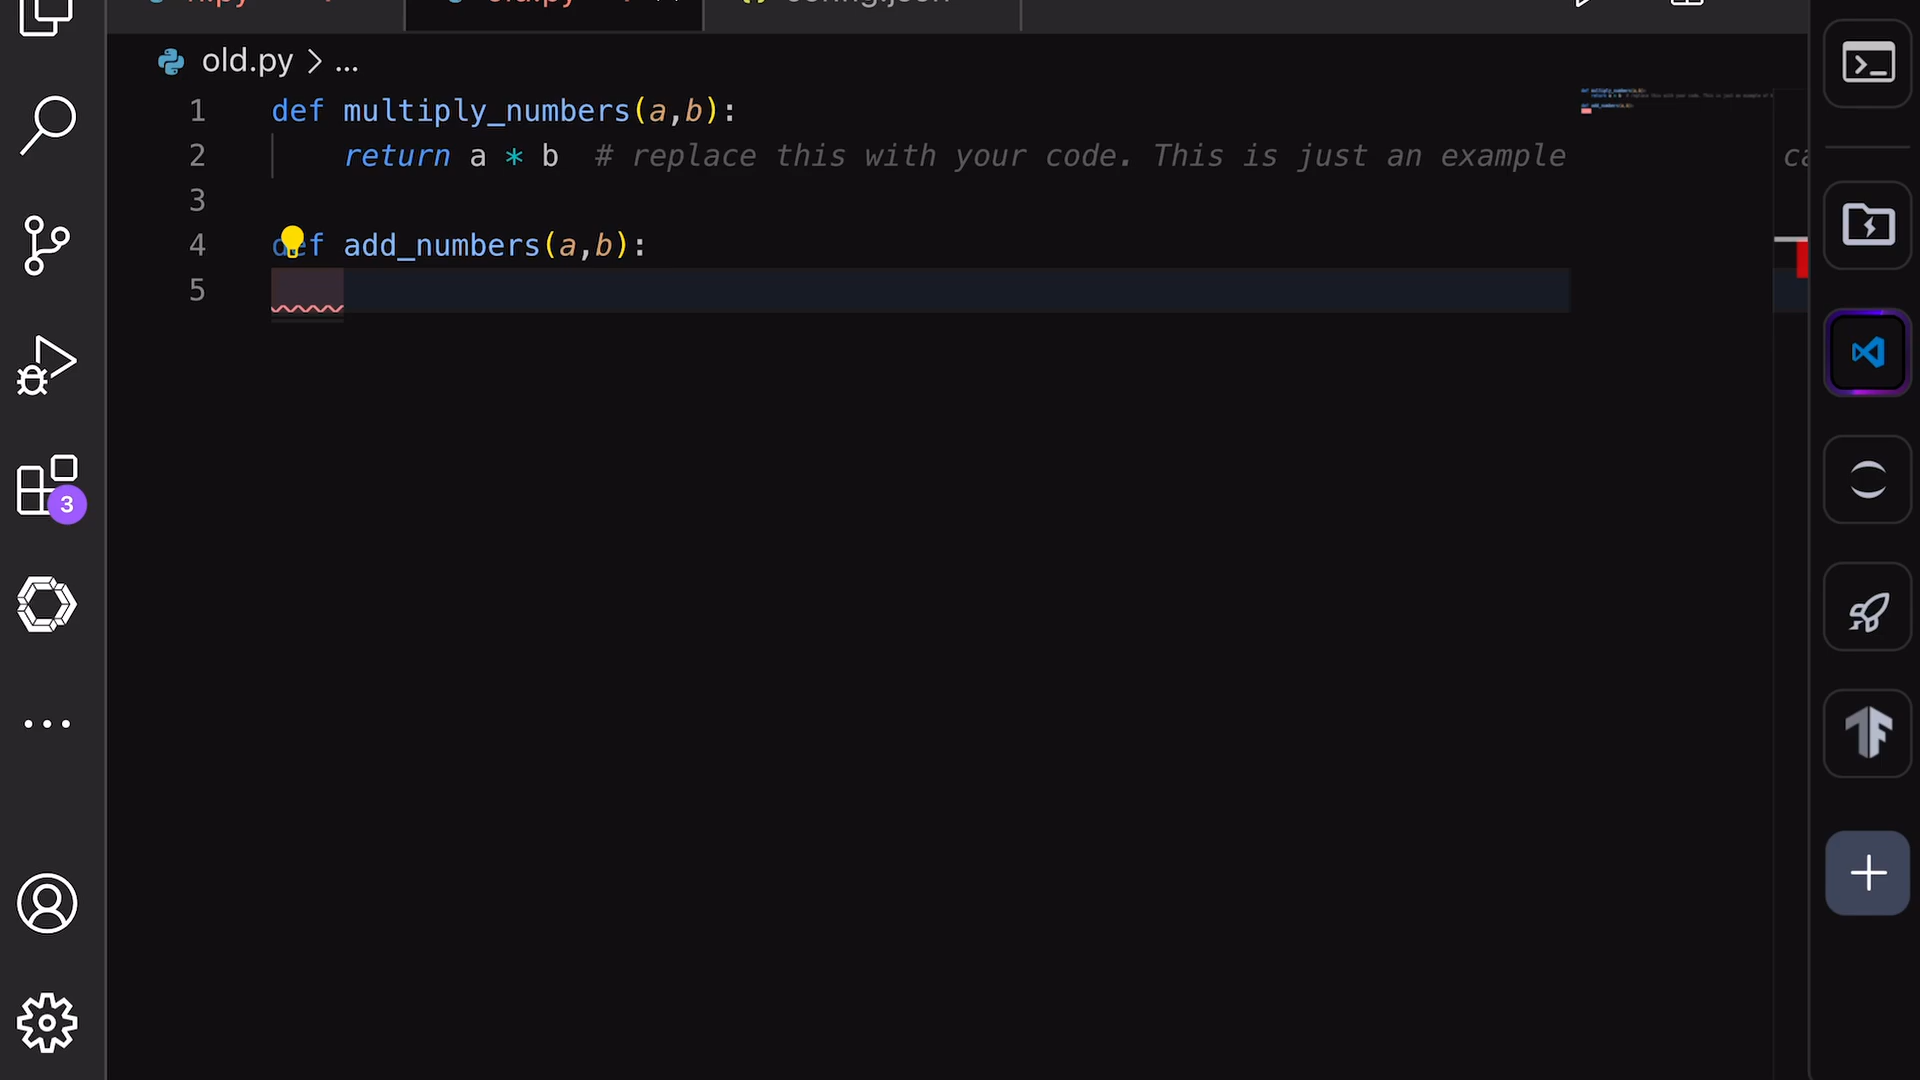 old.py > ...
1 def multiply_numbers(a,b):
2 return a * b # replace this with your code. This is just an example
3
4 def add_numbers(a,b):
5
3